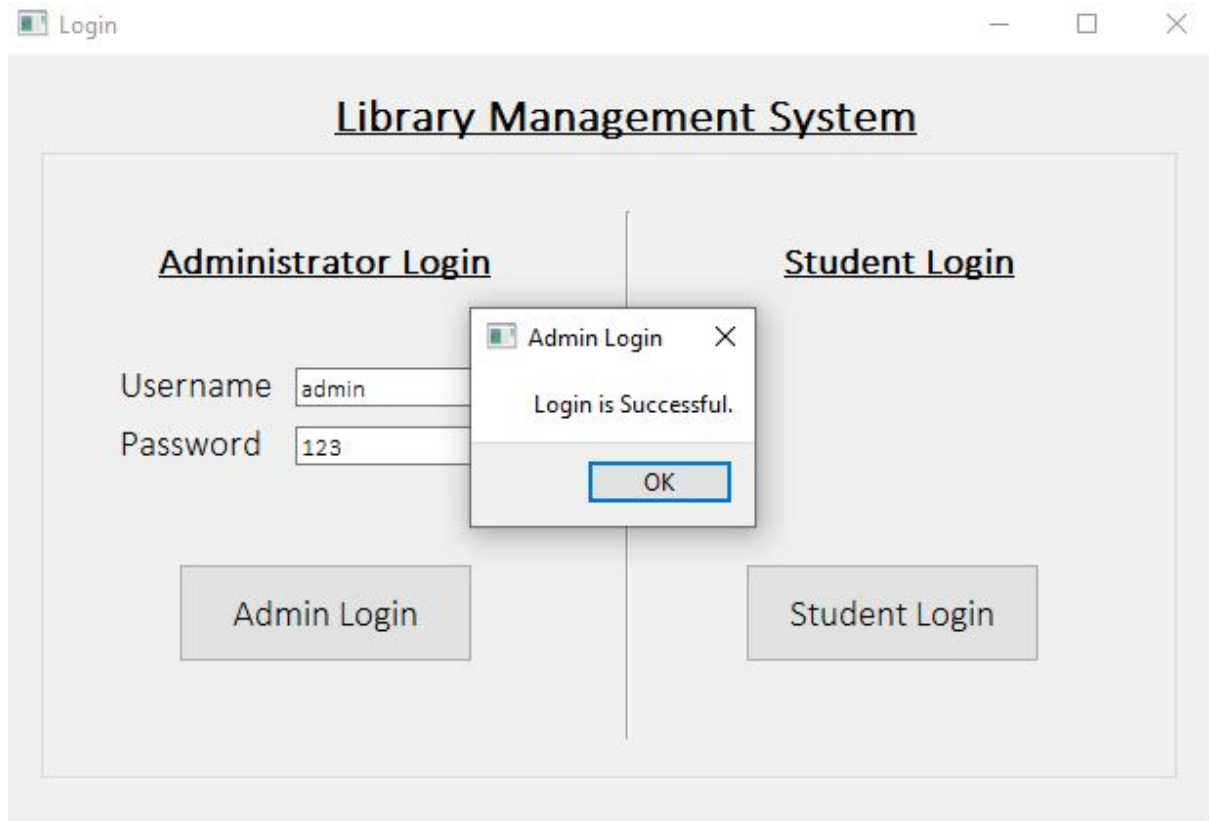 Login
Library Management System
Administrator Login
Student Login
Admin Login
Login is Successful.
OK
Username admin
Password 123
Admin Login
Student Login